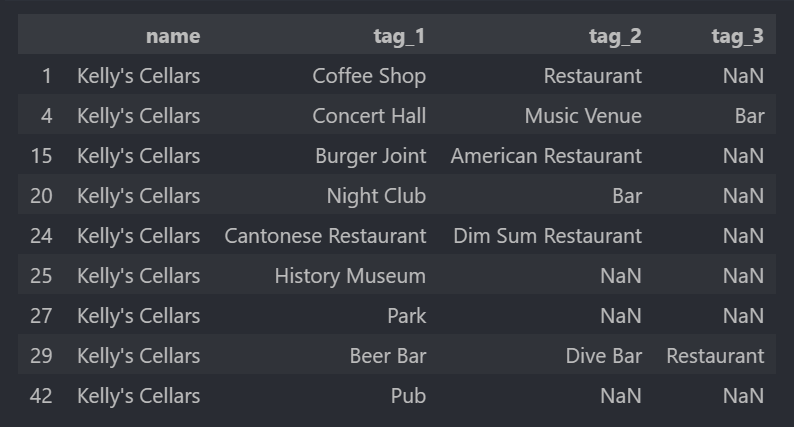 name tag_1 tag_2 tag_3
1 Kelly's Cellars Coffee Shop Restaurant NaN
4 Kelly's Cellars Concert Hall Music Venue Bar
15 Kelly's Cellars Burger Joint American Restaurant NaN
20 Kelly's Cellars Night Club Bar NaN
24 Kelly's Cellars Cantonese Restaurant Dim Sum Restaurant NaN
25 Kelly's Cellars History Museum NaN NaN
27 Kelly's Cellars Park NaN NaN
29 Kelly's Cellars Beer Bar Dive Bar Restaurant
42 Kelly's Cellars Pub NaN NaN